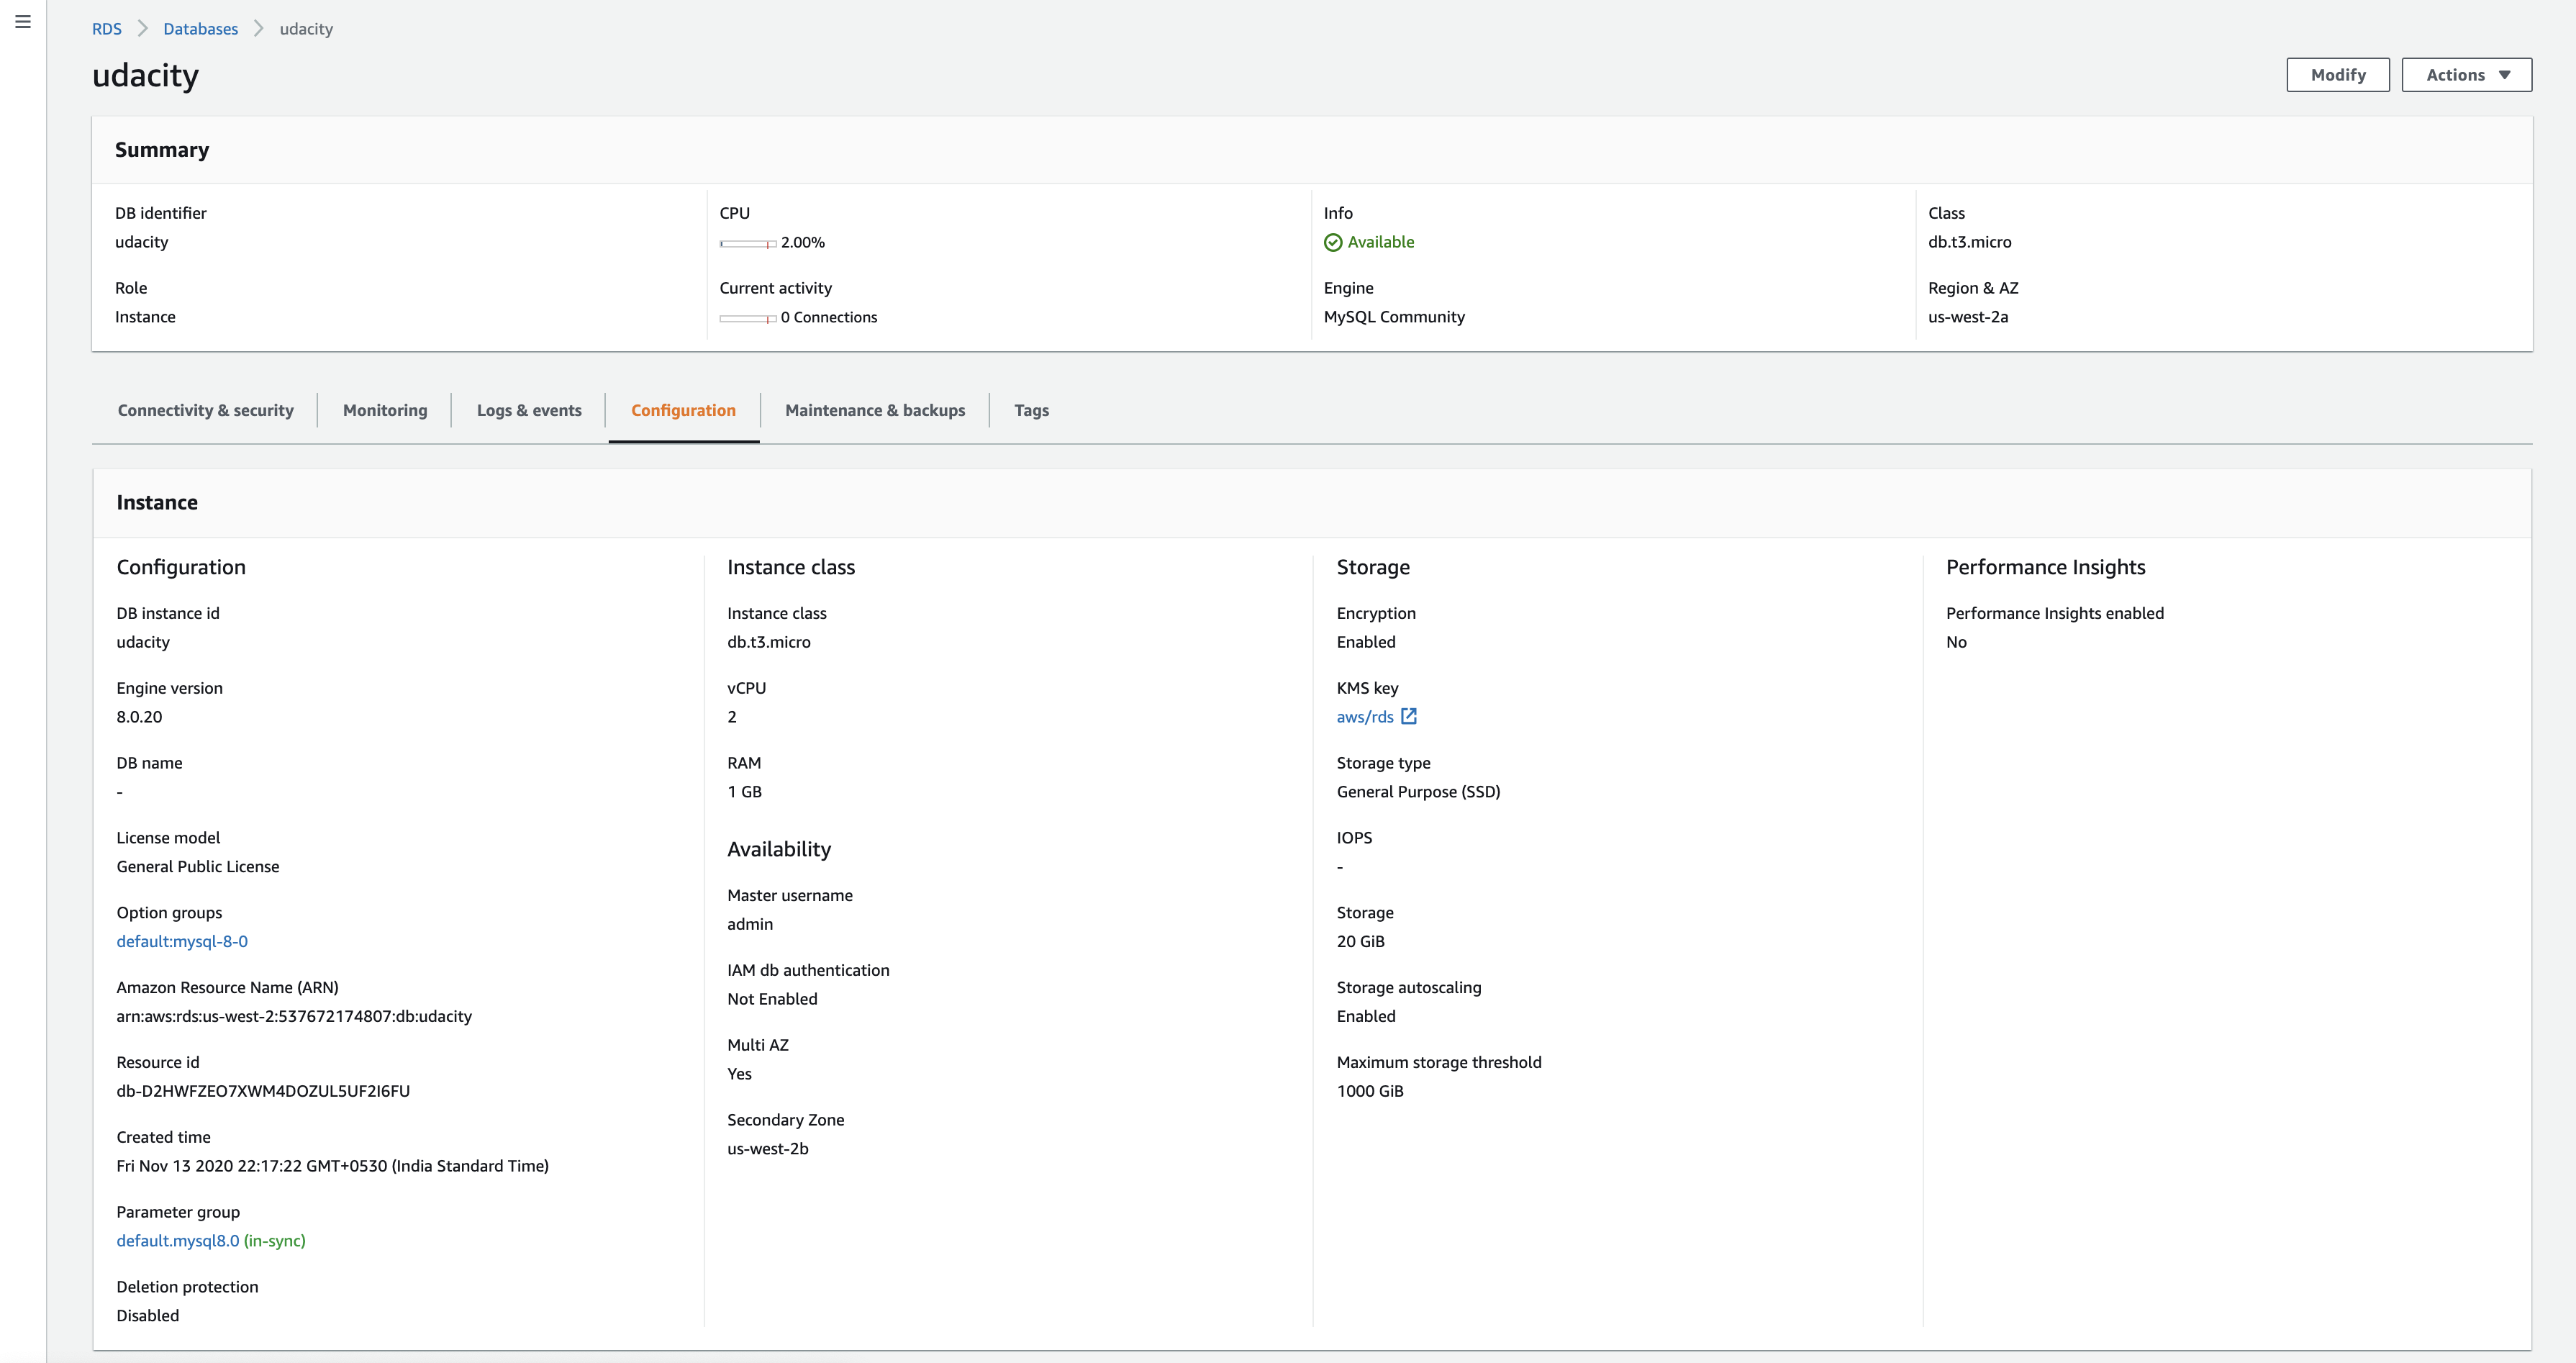 RDS > Databases > udacity
udacity
Modify
Actions
Summary
DB identifier
udacity
Role
Instance
CPU
2.00%
Current activity
0 Connections
Info
Available
Engine
MySQL Community
Class
db.t3.micro
Region & AZ
us-west-2a
Connectivity & security
Monitoring
Logs & events
Configuration
Maintenance & backups
Tags
Instance
Configuration
DB instance id
udacity
Engine version
8.0.20
DB name
-
License model
General Public License
Option groups
default:mysql-8-0
Amazon Resource Name (ARN)
arn:aws:rds:us-west-2:537672174807:db:udacity
Resource id
db-D2HWFZEO7XWM4DOZUL5UF2I6FU
Created time
Fri Nov 13 2020 22:17:22 GMT+0530 (India Standard Time)
Parameter group
default.mysql8.0 (in-sync)
Deletion protection
Disabled
Instance class
Instance class
db.t3.micro
vCPU
2
RAM
1 GB
Availability
Master username
admin
IAM db authentication
Not Enabled
Multi AZ
Yes
Secondary Zone
us-west-2b
Storage
Encryption
Enabled
KMS key
aws/rds
Storage type
General Purpose (SSD)
IOPS
-
Storage
20 GiB
Storage autoscaling
Enabled
Maximum storage threshold
1000 GiB
Performance Insights
Performance Insights enabled
No